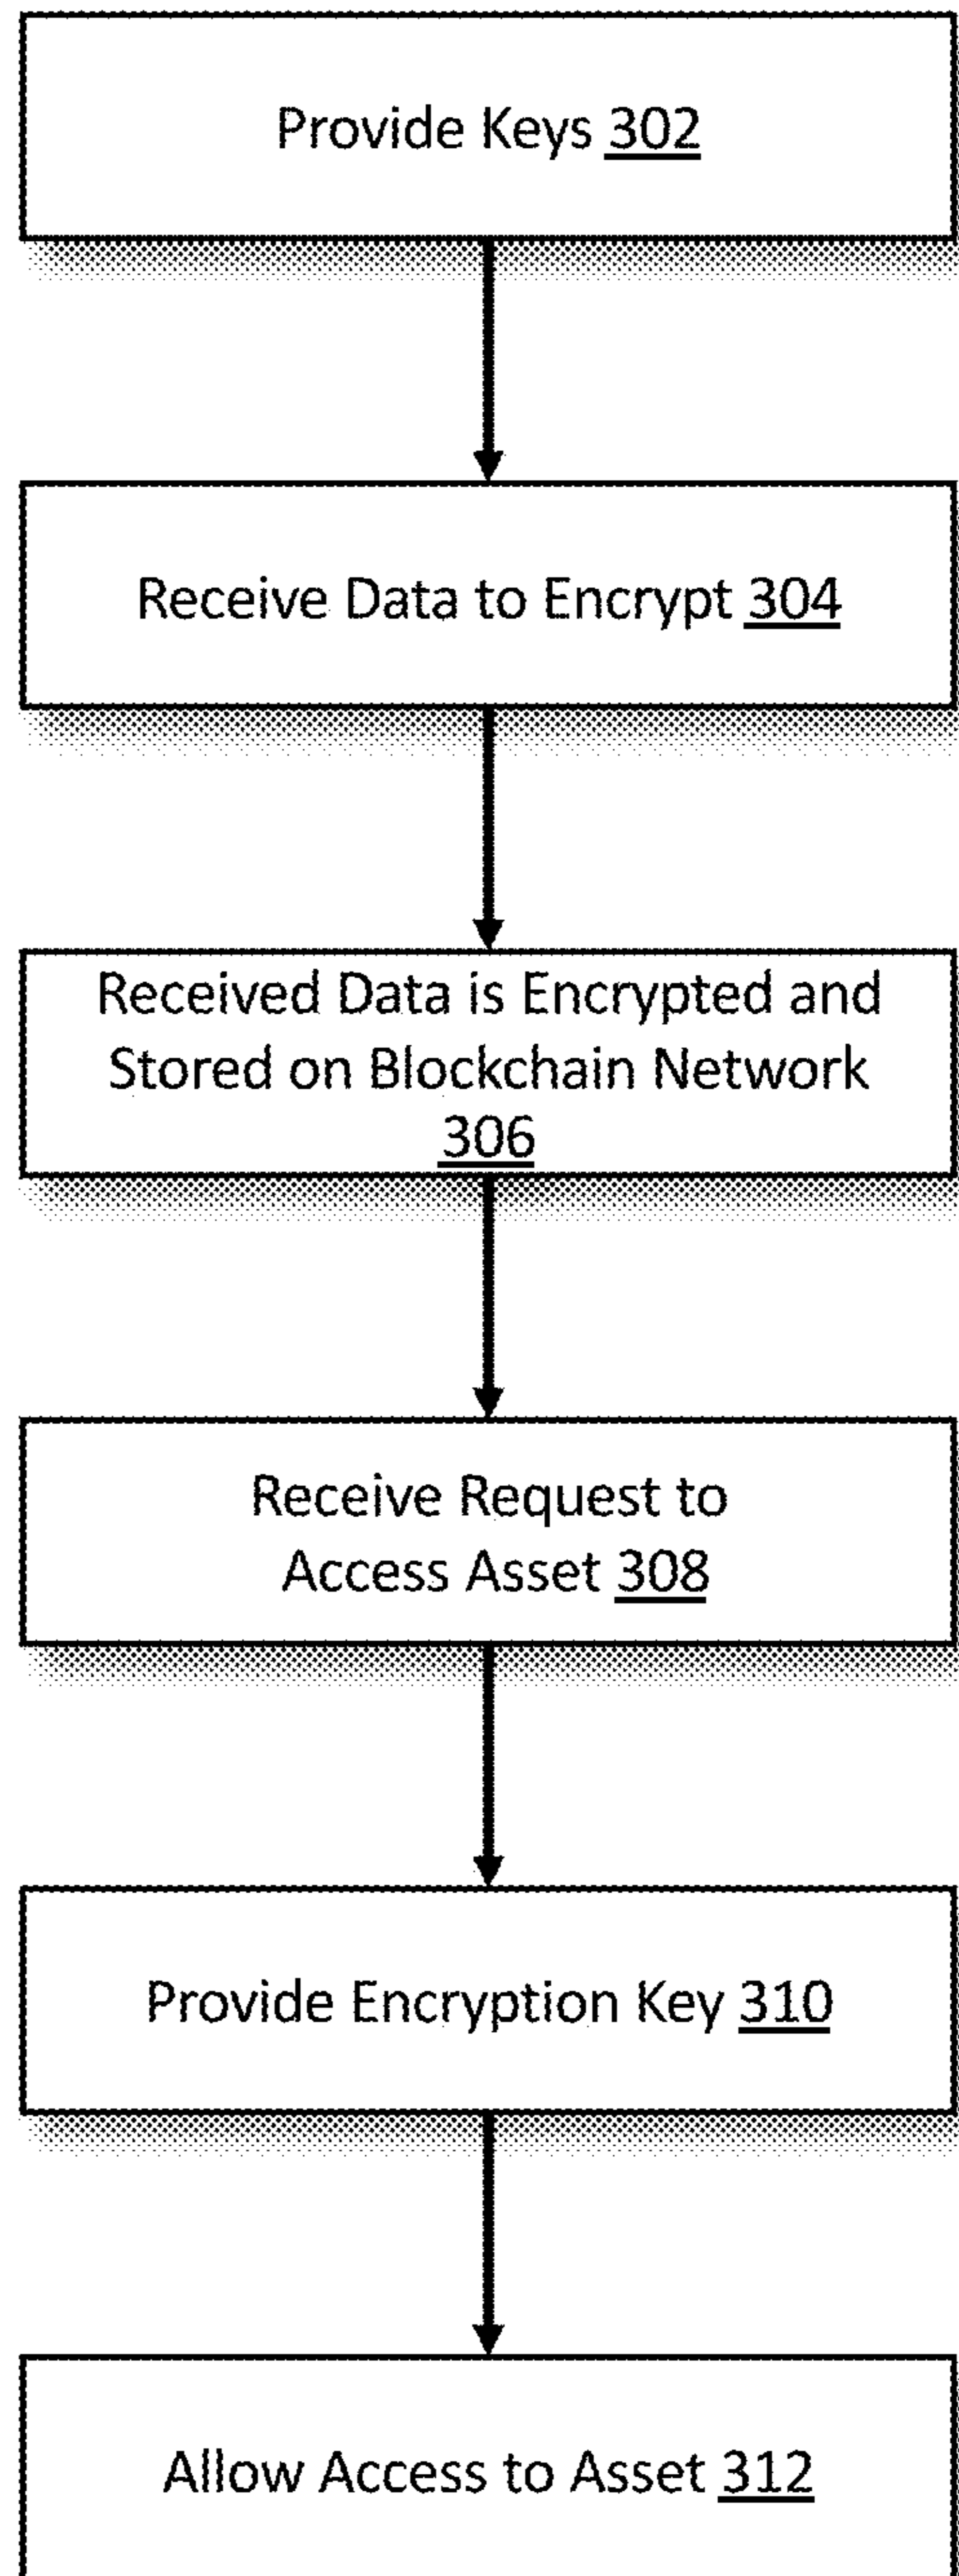 Provide Keys 302
Receive Data to Encrypt 304
Received Data is Encrypted and
Stored on Blockchain Network
306
Receive Request to
Access Asset 308
Provide Encryption Key 310
Allow Access to Asset 312